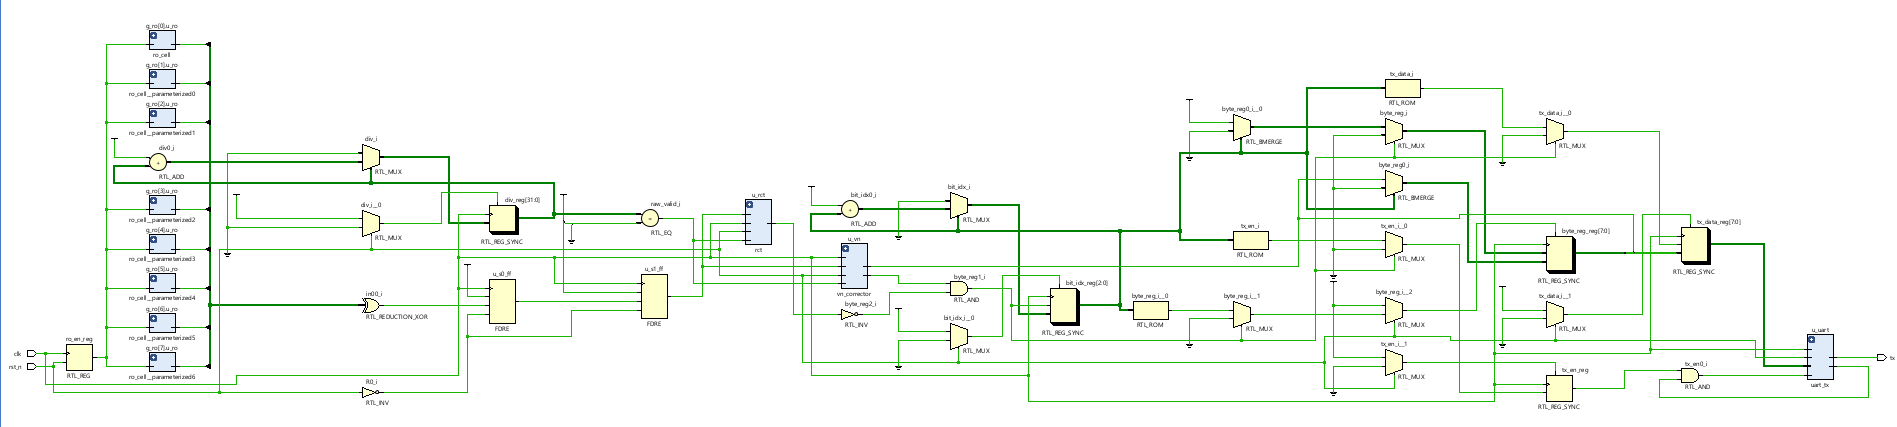 g_ro[0].u_ro
ro_cell
g_ro[1].u_ro
ro_cell__parameterized0
g_ro[2].u_ro
ro_cell__parameterized1
div0_i
+
RTL_ADD
g_ro[3].u_ro
ro_cell__parameterized2
g_ro[4].u_ro
ro_cell__parameterized3
g_ro[5].u_ro
ro_cell__parameterized4
g_ro[6].u_ro
ro_cell__parameterized5
g_ro[7].u_ro
ro_cell__parameterized6
clk
rst_n
ro_en_reg
RTL_REG
div_i
RTL_MUX
div_i__0
RTL_MUX
in00_i
RTL_REDUCTION_XOR
R0_i
RTL_INV
div_reg[31:0]
RTL_REG_SYNC
u_s0_ff
FDRE
raw_valid_i
=
RTL_EQ
u_s1_ff
FDRE
u_rct
rct
bit_idx0_i
+
RTL_ADD
u_vn
vn_corrector
byte_reg2_i
RTL_INV
bit_idx_i
RTL_MUX
byte_reg1_i
RTL_AND
bit_idx_i__0
RTL_MUX
bit_idx_reg[2:0]
RTL_REG_SYNC
byte_reg_i__0
RTL_ROM
byte_reg0_i__0
RTL_BMERGE
tx_en_i
RTL_ROM
byte_reg_i__1
RTL_MUX
tx_data_i
RTL_ROM
byte_reg_i
RTL_MUX
byte_reg0_i
RTL_BMERGE
tx_en_i__0
RTL_MUX
byte_reg_i__2
RTL_MUX
tx_en_i__1
RTL_MUX
tx_data_i__0
RTL_MUX
byte_reg_reg[7:0]
RTL_REG_SYNC
tx_data_i__1
RTL_MUX
tx_en_reg
RTL_REG_SYNC
tx_data_reg[7:0]
RTL_REG_SYNC
tx_en0_i
RTL_AND
u_uart
uart_tx
tx